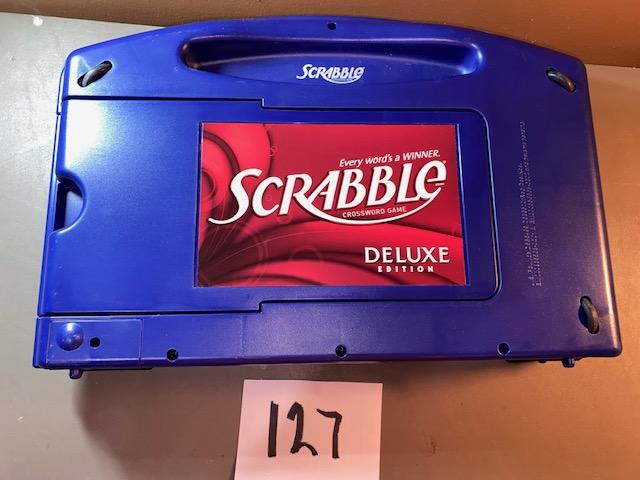 SCRABBLE
Every word's a WINNER.
SCRABBLE
CROSSWORD GAME
DELUXE
EDITION
127